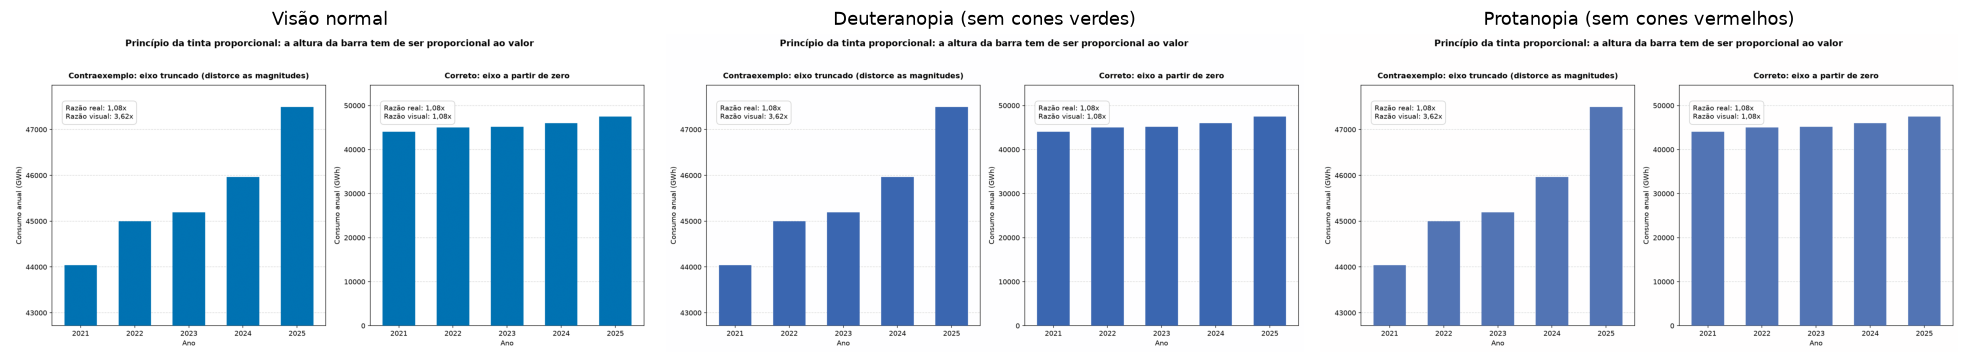 Visão normal
Princípio da tinta proporcional: a altura da barra tem de ser proporcional ao valor
Contraexemplo: eixo truncado (distorce as magnitudes)
Razão real: 1,08x
Razão visual: 3,62x
47000
46000
45000
44000
43000
Consumo anual (GWh)
2021 2022 2023 2024 2025
Ano
Correto: eixo a partir de zero
Razão real: 1,08x
Razão visual: 1,08x
50000
40000
30000
20000
10000
0
Consumo anual (GWh)
2021 2022 2023 2024 2025
Ano
Deuteranopia (sem cones verdes)
Princípio da tinta proporcional: a altura da barra tem de ser proporcional ao valor
Contraexemplo: eixo truncado (distorce as magnitudes)
Razão real: 1,08x
Razão visual: 3,62x
47000
46000
45000
44000
43000
Consumo anual (GWh)
2021 2022 2023 2024 2025
Ano
Correto: eixo a partir de zero
Razão real: 1,08x
Razão visual: 1,08x
50000
40000
30000
20000
10000
0
Consumo anual (GWh)
2021 2022 2023 2024 2025
Ano
Protanopia (sem cones vermelhos)
Princípio da tinta proporcional: a altura da barra tem de ser proporcional ao valor
Contraexemplo: eixo truncado (distorce as magnitudes)
Razão real: 1,08x
Razão visual: 3,62x
47000
46000
45000
44000
43000
Consumo anual (GWh)
2021 2022 2023 2024 2025
Ano
Correto: eixo a partir de zero
Razão real: 1,08x
Razão visual: 1,08x
50000
40000
30000
20000
10000
0
Consumo anual (GWh)
2021 2022 2023 2024 2025
Ano